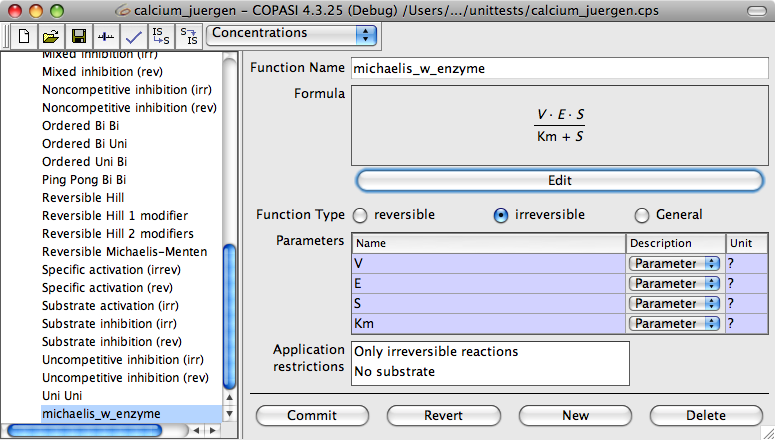 calcium_juergen - COPASI 4.3.25 (Debug) /Users/.../unittests/calcium_juergen.cps
IS
S
S
IS
Concentrations
Mixed inhibition (irr)
Mixed inhibition (rev)
Noncompetitive inhibition (irr)
Noncompetitive inhibition (rev)
Ordered Bi Bi
Ordered Bi Uni
Ordered Uni Bi
Ping Pong Bi Bi
Reversible Hill
Reversible Hill 1 modifier
Reversible Hill 2 modifiers
Reversible Michaelis-Menten
Specific activation (irrev)
Specific activation (rev)
Substrate activation (irr)
Substrate inhibition (irr)
Substrate inhibition (rev)
Uncompetitive inhibition (irr)
Uncompetitive inhibition (rev)
Uni Uni
michaelis_w_enzyme
Function Name michaelis_w_enzyme
Formula
V · E · S
Km + S
Edit
Function Type reversible irreversible General
Parameters
Name Description Unit
V Parameter ?
E Parameter ?
S Parameter ?
Km Parameter ?
Application restrictions
Only irreversible reactions
No substrate
Commit Revert New Delete